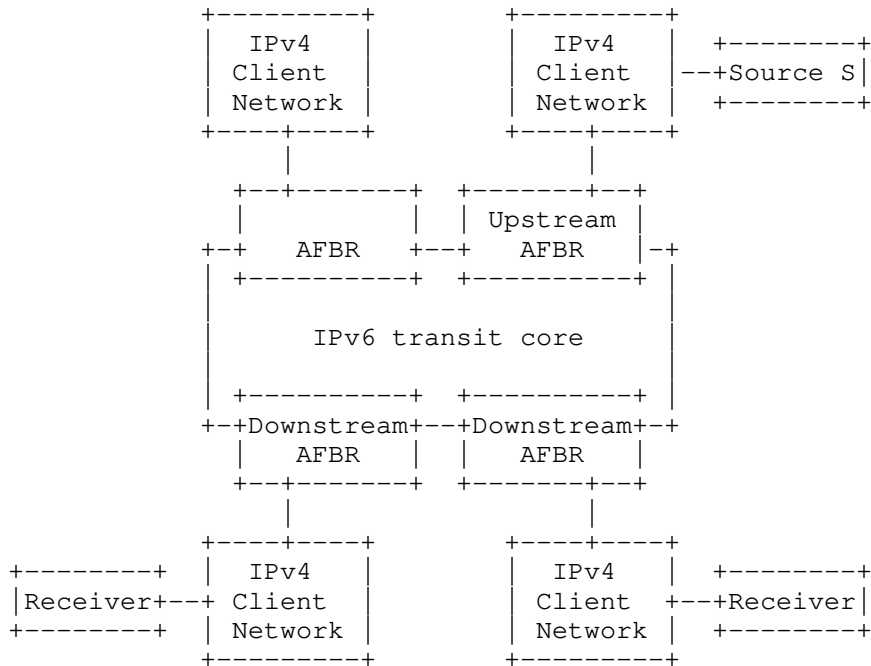 IPv4 IPv4
Client Client Source S
Network Network
Upstream
AFBR AFBR
IPv6 transit core
Downstream Downstream
AFBR AFBR
IPv4 IPv4
Receiver Client Client Receiver
Network Network